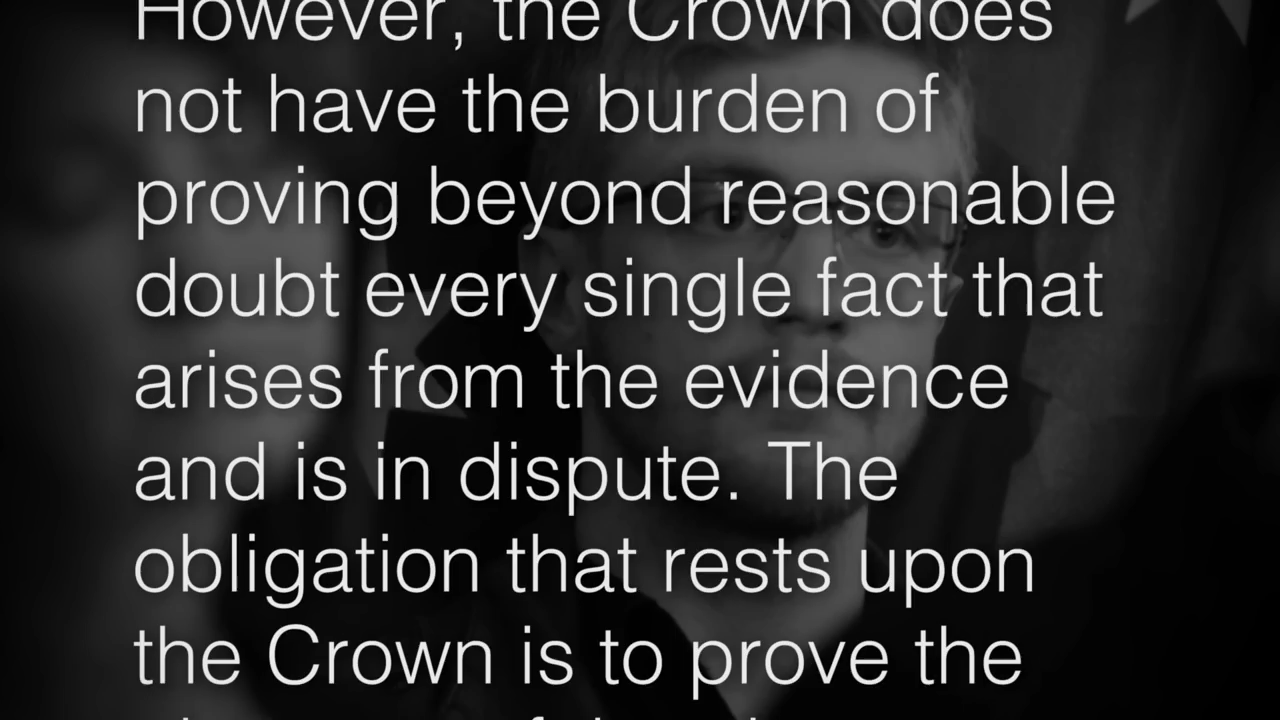 However, the Crown does
not have the burden of
proving beyond reasonable
doubt every single fact that
arises from the evidence
and is in dispute. The
obligation that rests upon
the Crown is to prove the